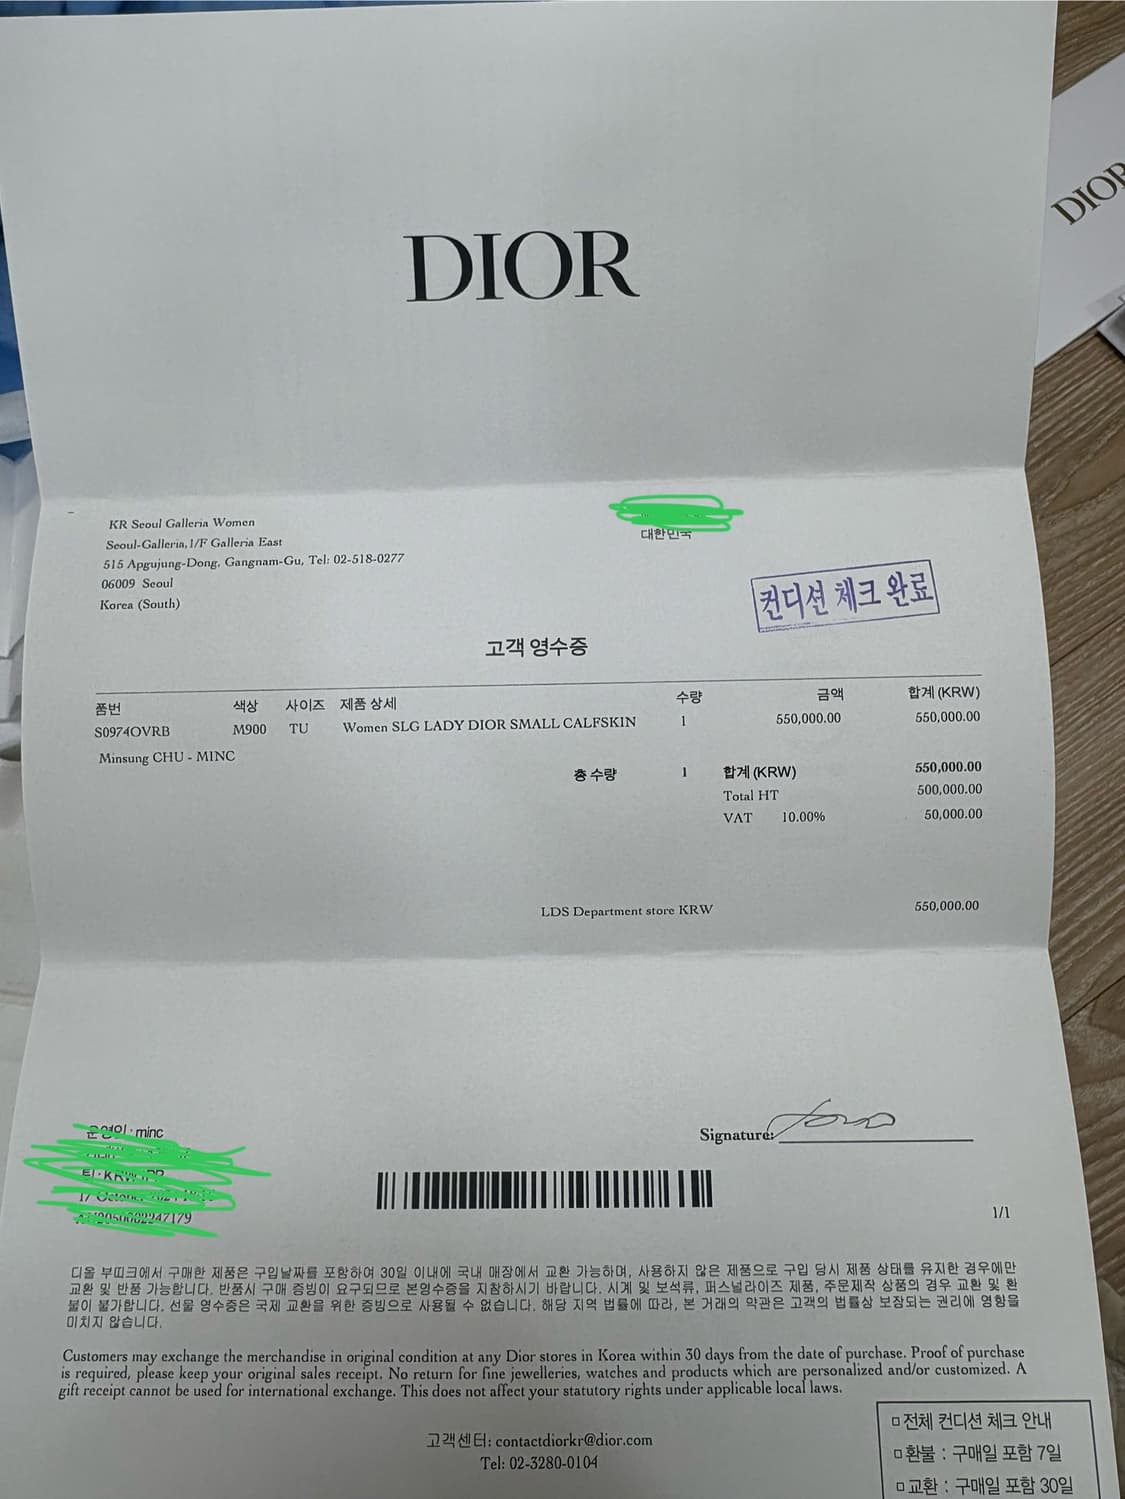 DIOR
DIOR
KR Seoul Galleria Women
Seoul-Galleria,1/F Galleria East
515 Apgujung-Dong, Gangnam-Gu, Tel: 02-518-0277
06009 Seoul
Korea (South)
대한민국
컨디션 체크 완료
고객 영수증
품번 색상 사이즈 제품 상세 수량 금액 합계(KRW)
S0974OVRB M900 TU Women SLG LADY DIOR SMALL CALFSKIN 1 550,000.00 550,000.00
Minsung CHU - MINC
총 수량 1 합계(KRW) 550,000.00
Total HT 500,000.00
VAT 10.00% 50,000.00
LDS Department store KRW 550,000.00
운영인: minc
Signature:
1/1
디올 부띠크에서 구매한 제품은 구입날짜를 포함하여 30일 이내에 국내 매장에서 교환 가능하며, 사용하지 않은 제품으로 구입 당시 제품 상태를 유지한 경우에만
교환 및 반품 가능합니다. 반품시 구매 증빙이 요구되므로 본영수증을 지참하시기 바랍니다. 시계 및 보석류, 퍼스널라이즈 제품, 주문제작 상품의 경우 교환 및 환
불이 불가합니다. 선물 영수증은 국제 교환을 위한 증빙으로 사용될 수 없습니다. 해당 지역 법률에 따라, 본 거래의 약관은 고객의 법률상 보장되는 권리에 영향을
미치지 않습니다.
Customers may exchange the merchandise in original condition at any Dior stores in Korea within 30 days from the date of purchase. Proof of purchase
is required, please keep your original sales receipt. No return for fine jewelleries, watches and products which are personalized and/or customized. A
gift receipt cannot be used for international exchange. This does not affect your statutory rights under applicable local laws.
고객센터: contactdiorkr@dior.com
Tel: 02-3280-0104
□전체 컨디션 체크 안내
□환불 : 구매일 포함 7일
□교환 : 구매일 포함 30일